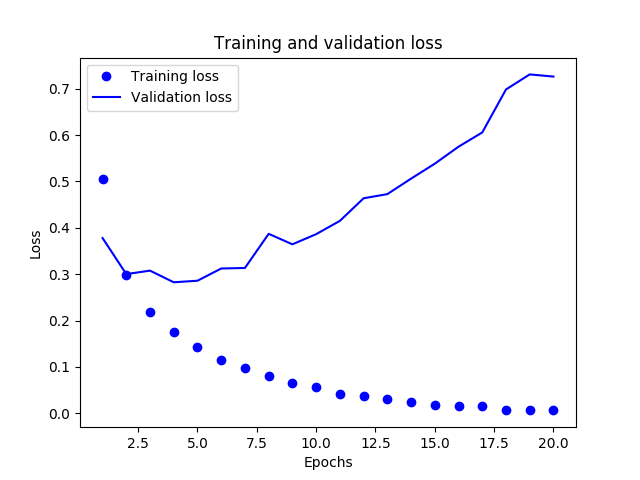 Training and validation loss
Training loss
Validation loss
Loss
0.7
0.6
0.5
0.4
0.3
0.2
0.1
0.0
2.5 5.0 7.5 10.0 12.5 15.0 17.5 20.0
Epochs